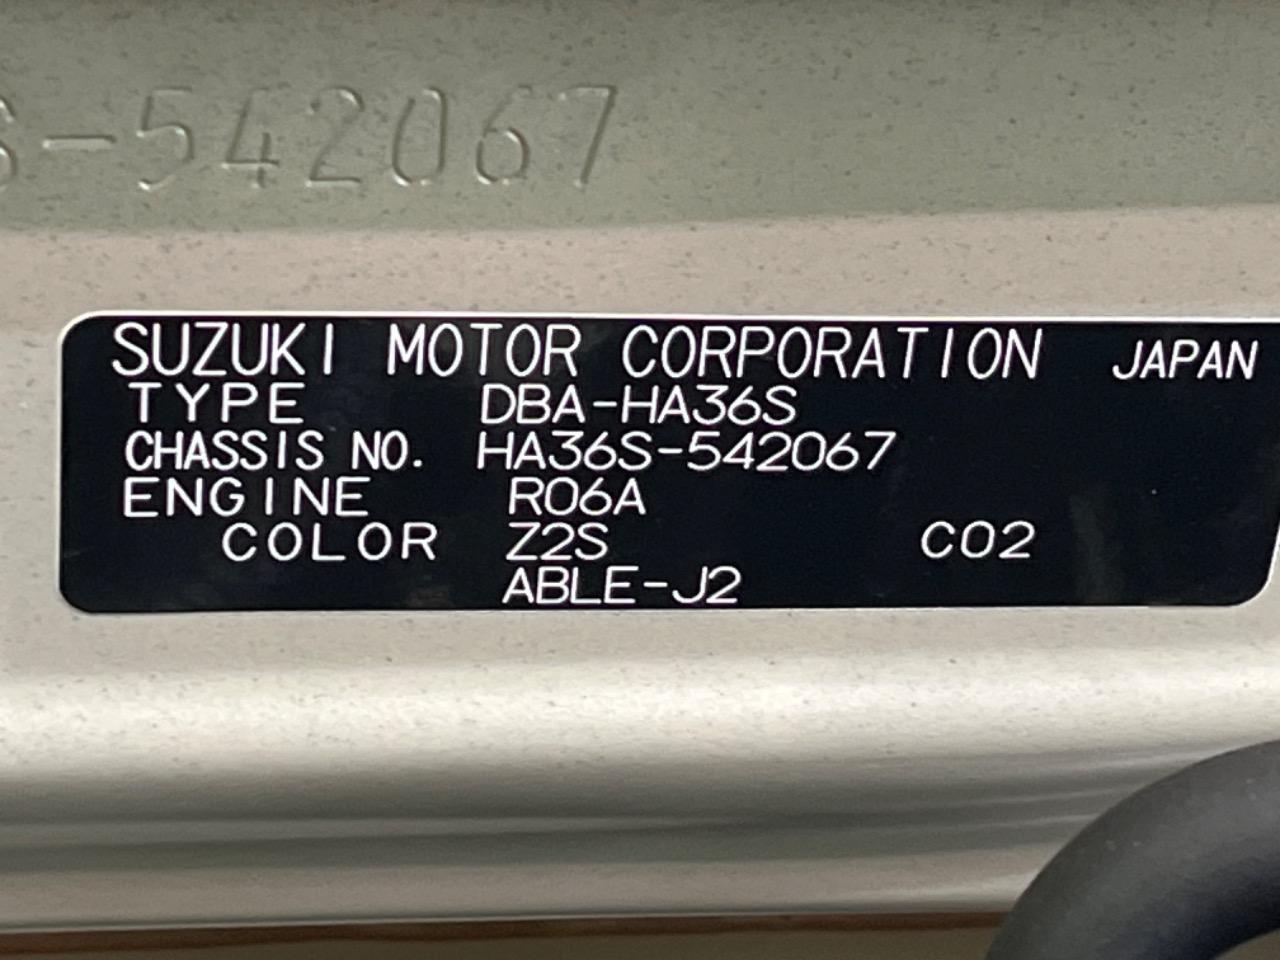 S-542067
SUZUKI MOTOR CORPORATION JAPAN
TYPE DBA-HA36S
CHASSIS NO. HA36S-542067
ENGINE R06A
COLOR Z2S C02
ABLE-J2